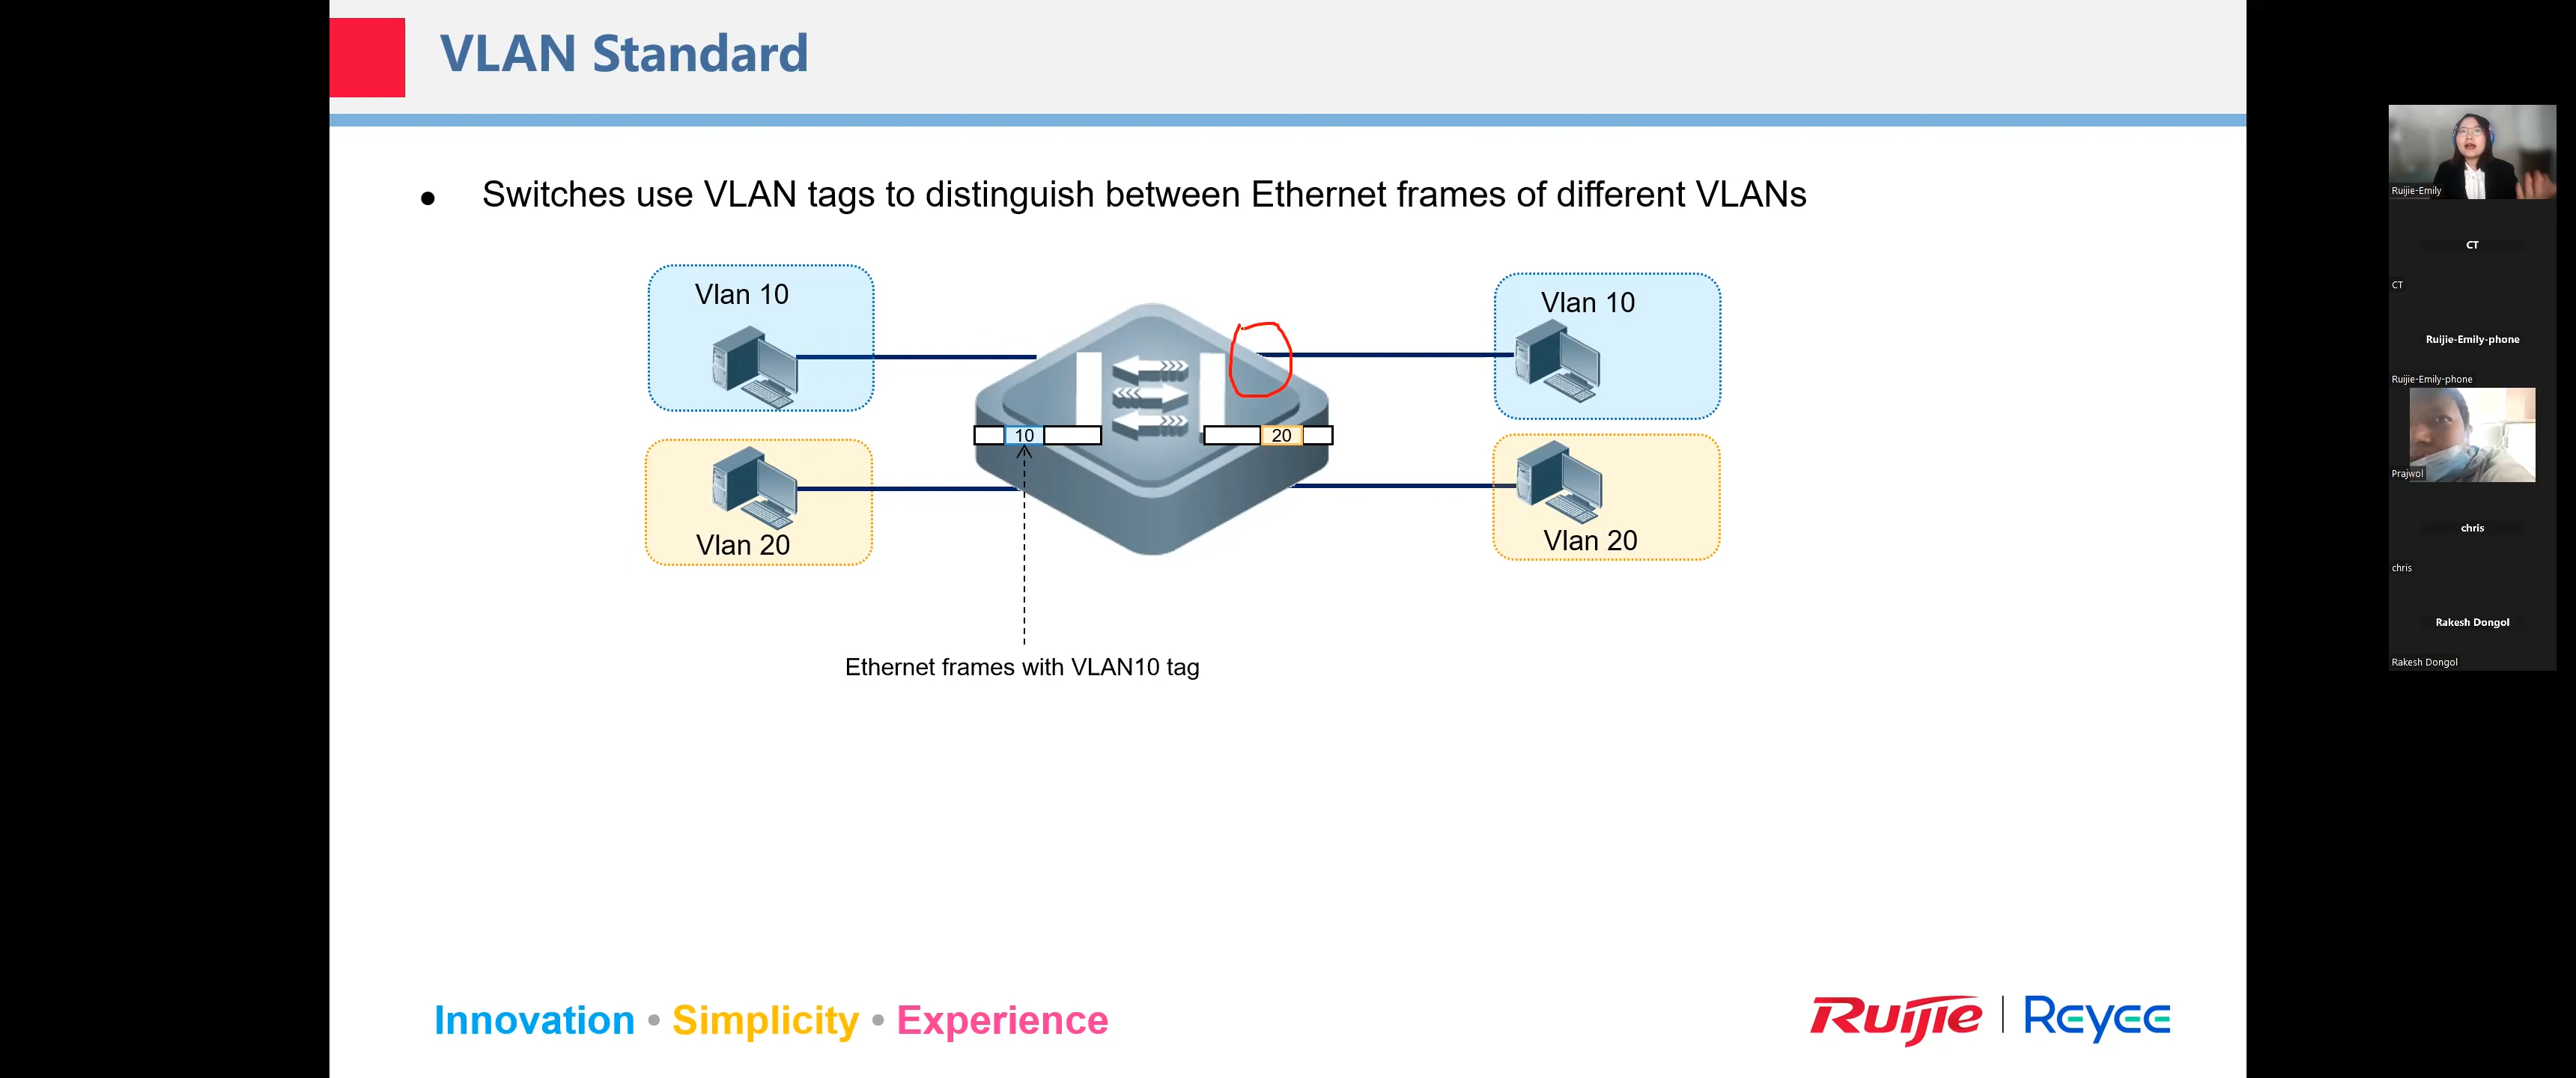 VLAN Standard
• Switches use VLAN tags to distinguish between Ethernet frames of different VLANs
Vlan 10
Vlan 10
10
20
Vlan 20
Vlan 20
Ethernet frames with VLAN10 tag
Innovation • Simplicity • Experience
Ruijie | Reyee
Ruijie-Emily
CT
CT
Ruijie-Emily-phone
Ruijie-Emily-phone
Prajwol
chris
chris
Rakesh Dongol
Rakesh Dongol